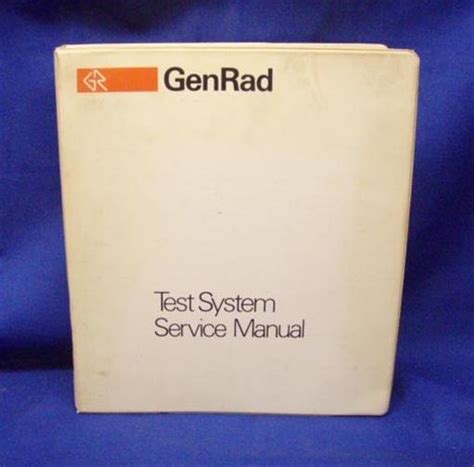 GR GenRad
Test System
Service Manual